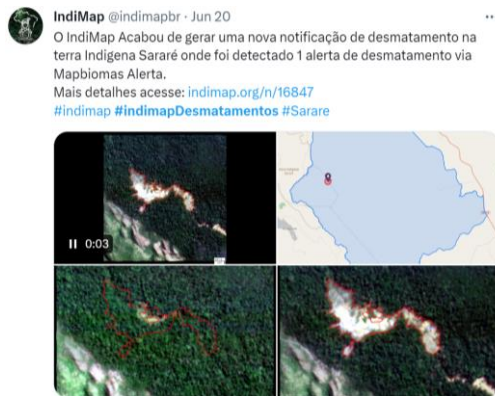 IndiMap @indimapbr · Jun 20
O IndiMap Acabou de gerar uma nova notificação de desmatamento na
terra Indígena Sararé onde foi detectado 1 alerta de desmatamento via
Mapbiomas Alerta.
Mais detalhes acesse: indimap.org/n/16847
#indimap #indimapDesmatamentos #Sarare
0:03